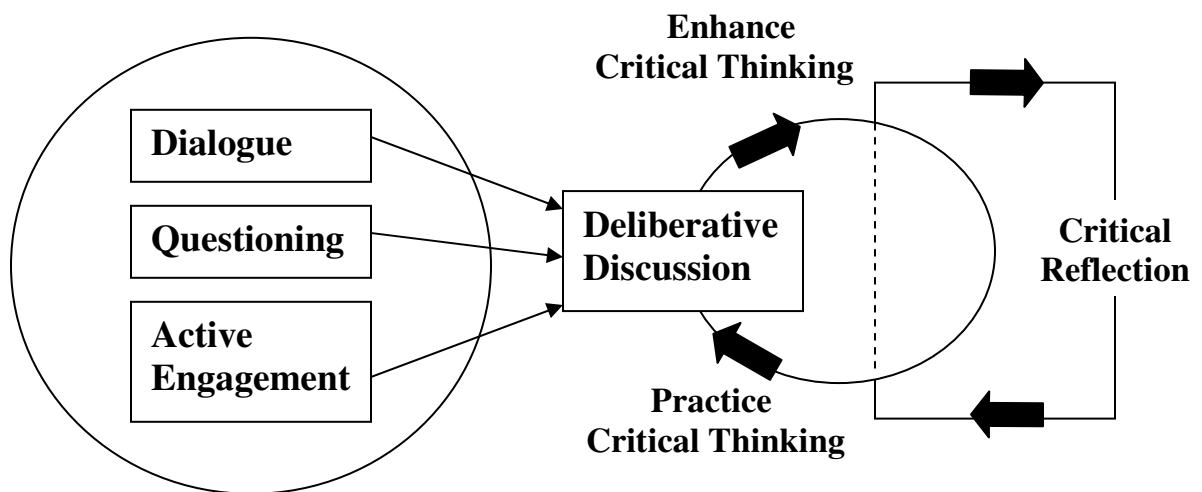 Enhance
Critical Thinking
Dialogue
Questioning
Active
Engagement
Deliberative
Discussion
Critical
Reflection
Practice
Critical Thinking